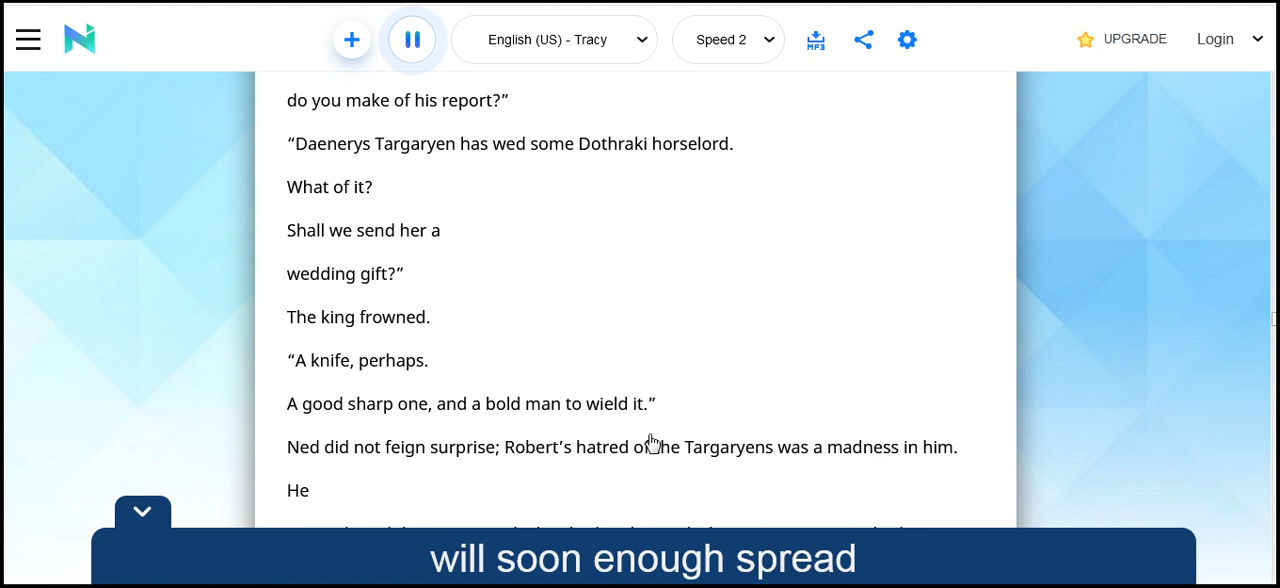 English (US) - Tracy
Speed 2
MP3
UPGRADE
Login
do you make of his report?”
“Daenerys Targaryen has wed some Dothraki horselord.
What of it?
Shall we send her a
wedding gift?”
The king frowned.
“A knife, perhaps.
A good sharp one, and a bold man to wield it.”
Ned did not feign surprise; Robert’s hatred of the Targaryens was a madness in him.
He
will soon enough spread